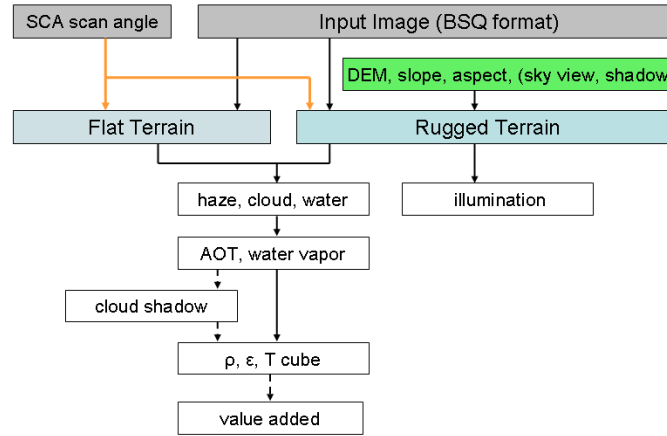 SCA scan angle
Input Image (BSQ format)
DEM, slope, aspect, (sky view, shadow
Flat Terrain
Rugged Terrain
haze, cloud, water
illumination
AOT, water vapor
cloud shadow
ρ, ε, T cube
value added